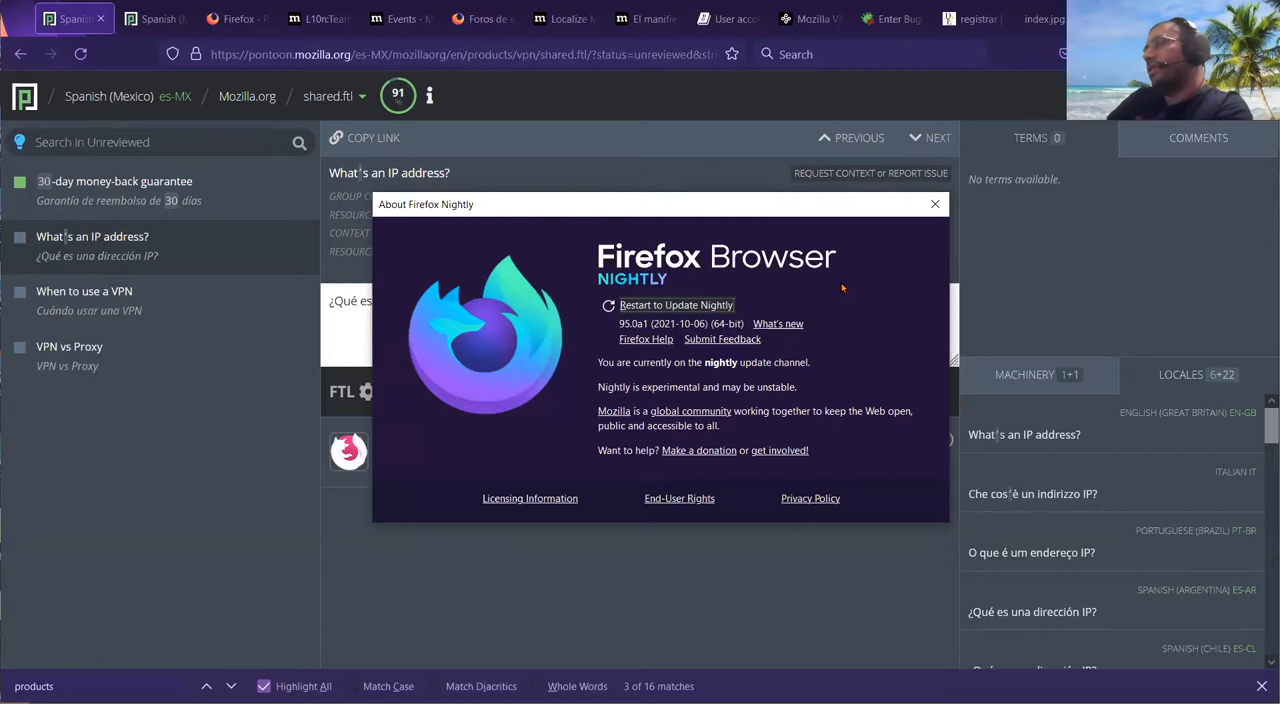 Spanish (
Spanish (
Firefox - P
L10n:Team
Events - M
Foros de s
Localize M
El manifie
User acco
Mozilla V
Enter Bug
registrar |
index.jpg
https://pontoon.mozilla.org/es-MX/mozillaorg/en/products/vpn/shared.ftl/?status=unreviewed&str
Search
Spanish (Mexico) es-MX
Mozilla.org
shared.ftl
91
%
Search in Unreviewed
COPY LINK
PREVIOUS
NEXT
TERMS 0
COMMENTS
30-day money-back guarantee
Garantía de reembolso de 30 días
What's an IP address?
¿Qué es una dirección IP?
When to use a VPN
Cuándo usar una VPN
VPN vs Proxy
VPN vs Proxy
What's an IP address?
REQUEST CONTEXT or REPORT ISSUE
GROUP C
RESOURC
CONTEXT
RESOURC
¿Qué es
FTL
About Firefox Nightly
Firefox Browser
NIGHTLY
Restart to Update Nightly
95.0a1 (2021-10-06) (64-bit) What's new
Firefox Help Submit Feedback
You are currently on the nightly update channel.
Nightly is experimental and may be unstable.
Mozilla is a global community working together to keep the Web open,
public and accessible to all.
Want to help? Make a donation or get involved!
Licensing Information
End-User Rights
Privacy Policy
No terms available.
MACHINERY 1+1
LOCALES 6+22
ENGLISH (GREAT BRITAIN) EN-GB
What's an IP address?
ITALIAN IT
Che cos'è un indirizzo IP?
PORTUGUESE (BRAZIL) PT-BR
O que é um endereço IP?
SPANISH (ARGENTINA) ES-AR
¿Qué es una dirección IP?
SPANISH (CHILE) ES-CL
products
Highlight All
Match Case
Match Diacritics
Whole Words
3 of 16 matches